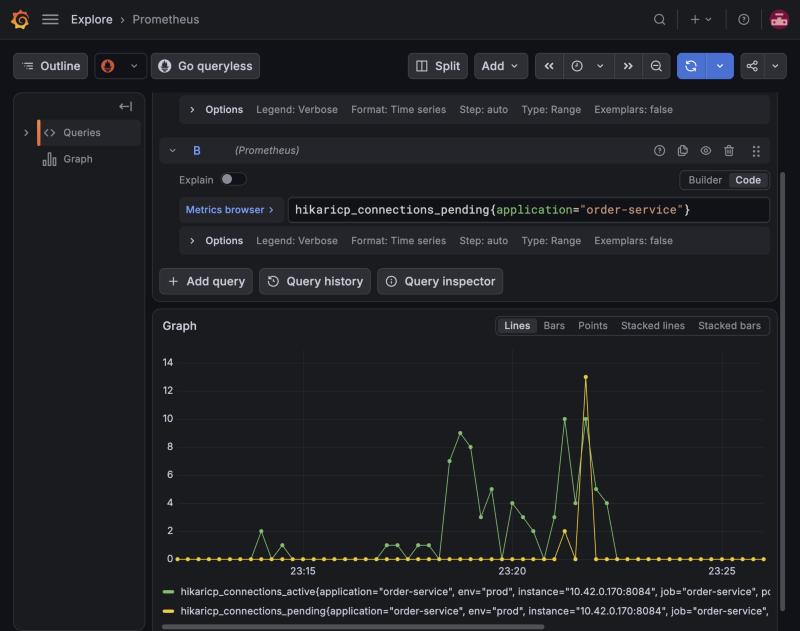 Explore › Prometheus
Outline
Go queryless
Split
Add
Queries
Graph
Options Legend: Verbose Format: Time series Step: auto Type: Range Exemplars: false
B (Prometheus)
Explain
Builder Code
Metrics browser › hikaricp_connections_pending{application="order-service"}
Options Legend: Verbose Format: Time series Step: auto Type: Range Exemplars: false
+ Add query
Query history
Query inspector
Graph
Lines Bars Points Stacked lines Stacked bars
14
12
10
8
6
4
2
0
23:15 23:20 23:25
hikaricp_connections_active{application="order-service", env="prod", instance="10.42.0.170:8084", job="order-service", po
hikaricp_connections_pending{application="order-service", env="prod", instance="10.42.0.170:8084", job="order-service",